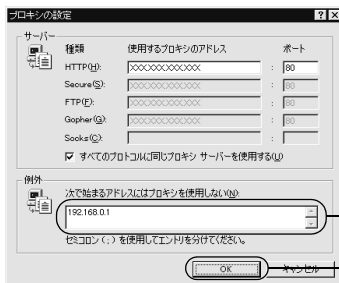 プロキシの設定
サーバー
種類 使用するプロキシのアドレス ポート
HTTP(H): XXXXXXXXXXXX : 80
Secure(S): XXXXXXXXXXXX : 80
FTP(F): XXXXXXXXXXXX : 80
Gopher(G): XXXXXXXXXXXX : 80
Socks(C): :
すべてのプロトコルに同じプロキシ サーバーを使用する(U)
例外
次で始まるアドレスにはプロキシを使用しない(N):
192.168.0.1
セミコロン (;) を使用してエントリを分けてください。
OK キャンセル